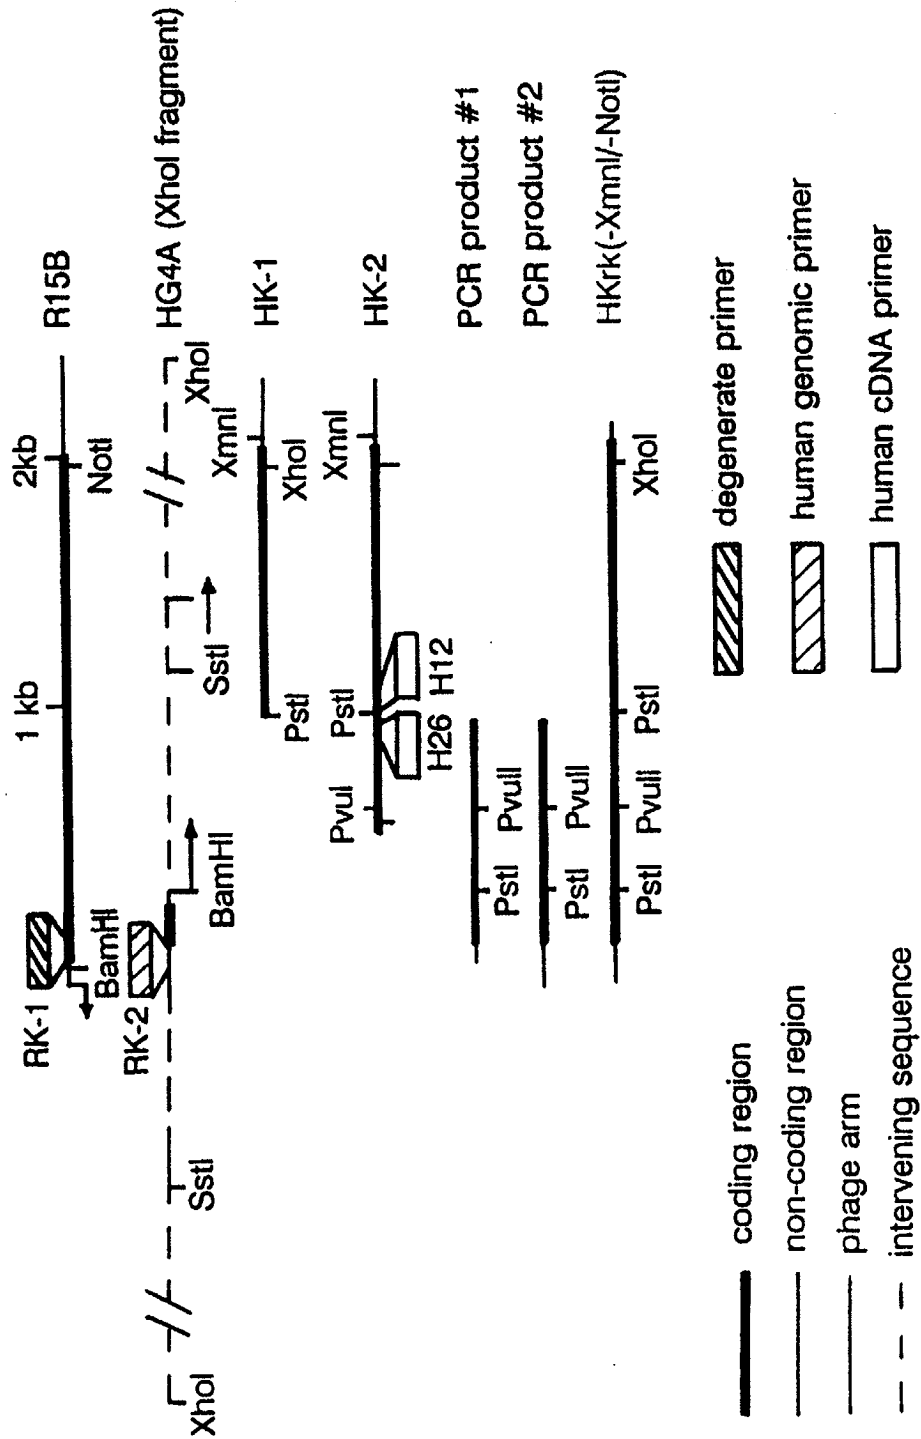 RK-1
1 kb
2kb
R15B
BamHI
NotI
RK-2
HG4A (XhoI fragment)
XhoI
SstI
BamHI
SstI
XhoI
XmnI
HK-1
PstI
XhoI
PvuI
PstI
XmnI
HK-2
H26
H12
PCR product #1
PstI
PvuII
PCR product #2
PstI
PvuII
HKrk(-XmnI/-NotI)
PstI
PvuII
PstI
XhoI
coding region
degenerate primer
non-coding region
human genomic primer
phage arm
human cDNA primer
intervening sequence